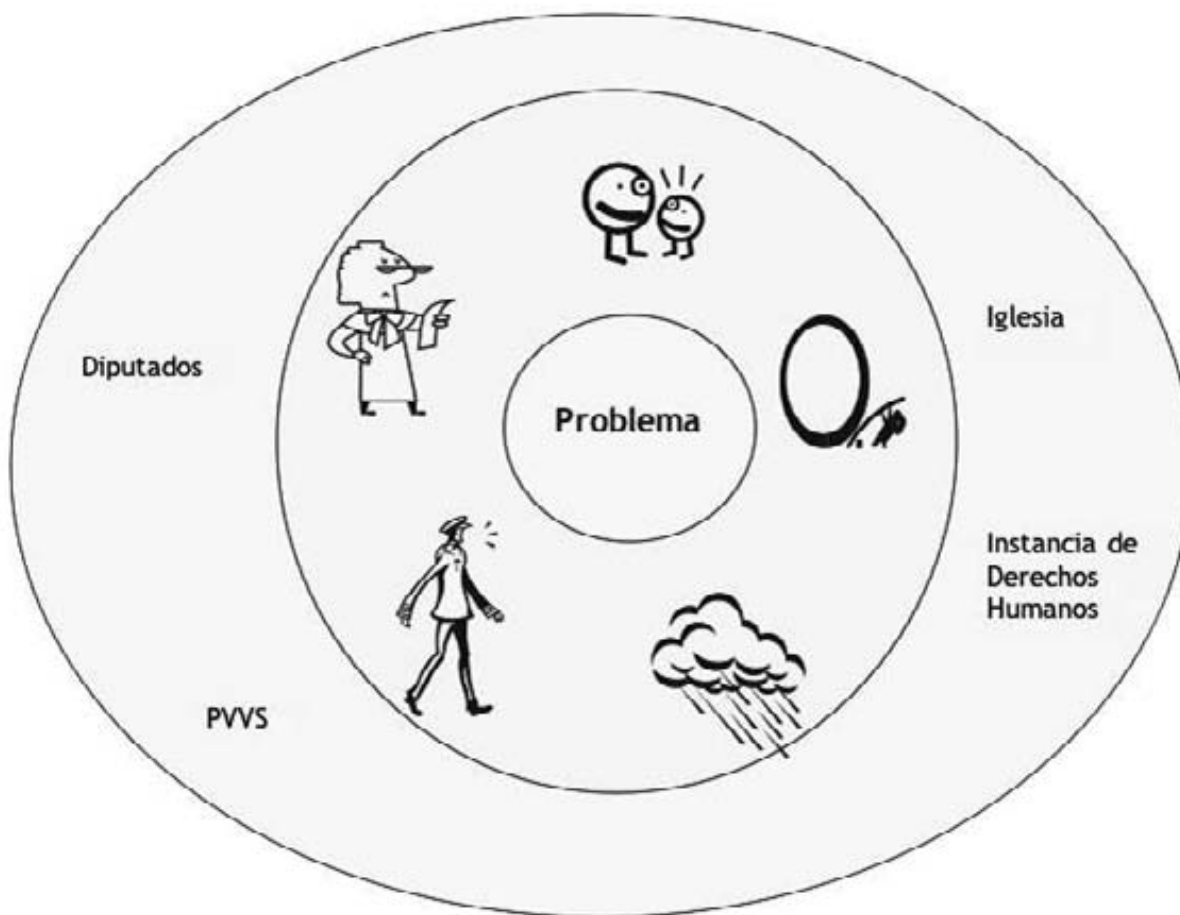 Iglesia
Diputados
Problema
Instancia de
Derechos
Humanos
PVVS